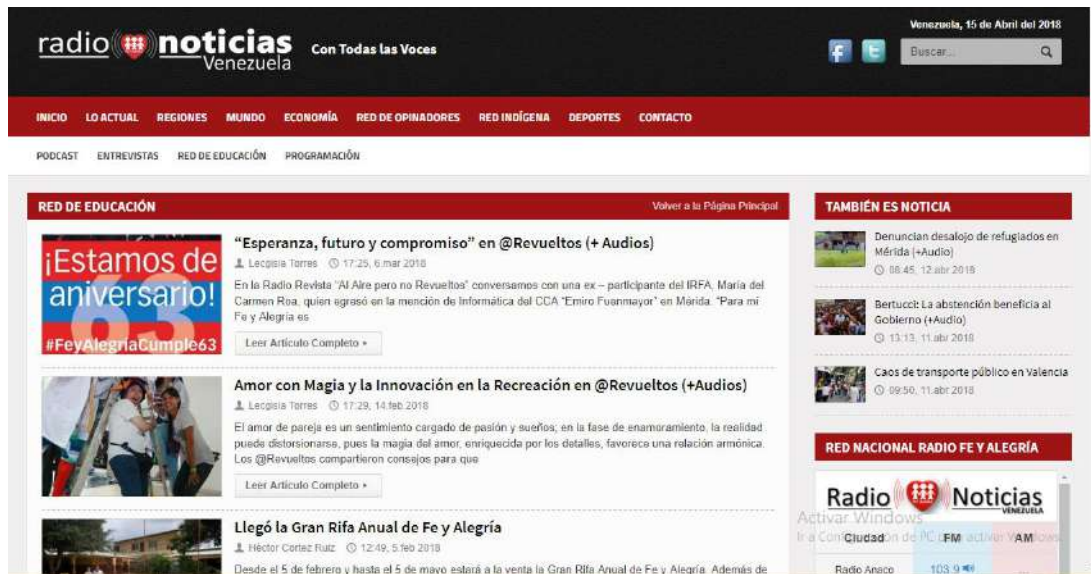 Venezuela, 15 de Abril del 2018
radio noticias
Venezuela
Con Todas las Voces
Buscar...
INICIO LO ACTUAL REGIONES MUNDO ECONOMÍA RED DE OPINADORES RED INDÍGENA DEPORTES CONTACTO
PODCAST ENTREVISTAS RED DE EDUCACIÓN PROGRAMACIÓN
RED DE EDUCACIÓN
Volver a la Página Principal
¡Estamos de
aniversario!
63
#FeyAlegriaCumple63
“Esperanza, futuro y compromiso” en @Revueltos (+ Audios)
Lecgisia Torres 17:25, 6.mar 2018
En la Radio Revista “Al Aire pero no Revueltos” conversamos con una ex – participante del IRFA, María del
Carmen Roa, quien egresó en la mención de Informática del CCA “Emiro Fuenmayor” en Mérida. “Para mí
Fe y Alegría es
Leer Artículo Completo
Amor con Magia y la Innovación en la Recreación en @Revueltos (+Audios)
Lecgisia Torres 17:29, 14.feb 2018
El amor de pareja es un sentimiento cargado de pasión y sueños; en la fase de enamoramiento, la realidad
puede distorsionarse, pues la magia del amor, enriquecida por los detalles, favorece una relación armónica.
Los @Revueltos compartieron consejos para que
Leer Artículo Completo
Llegó la Gran Rifa Anual de Fe y Alegría
Héctor Cortez Ruiz 12:49, 5.feb 2018
Desde el 5 de febrero y hasta el 5 de mayo estará a la venta la Gran Rifa Anual de Fe y Alegría. Además de
TAMBIÉN ES NOTICIA
Denuncian desalojo de refugiados en
Mérida (+Audio)
08:45, 12.abr 2018
Bertucci: La abstención beneficia al
Gobierno (+Audio)
13:13, 11.abr 2018
Caos de transporte público en Valencia
09:50, 11.abr 2018
RED NACIONAL RADIO FE Y ALEGRÍA
Radio Noticias
VENEZUELA
Activar Windows
Ciudad FM AM
Radio Anaco 103.9